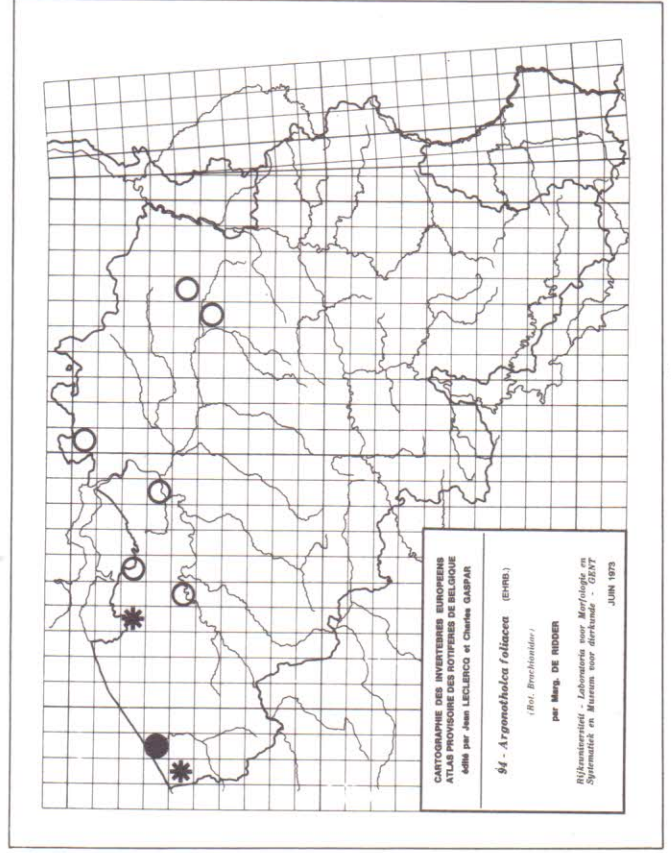 CARTOGRAPHIE DES INVERTEBRES EUROPEENS
ATLAS PROVISOIRE DES ROTIFERES DE BELGIQUE
édité par Jean LECLERCQ et Charles GASPAR
94 - Argonotholca foliacea (EHRB.)
(Rot. Brachionidae)
par Marg. DE RIDDER
Rijksuniversiteit - Laboratoria voor Morfologie en
Systematiek en Museum voor dierkunde - GENT
JUIN 1973